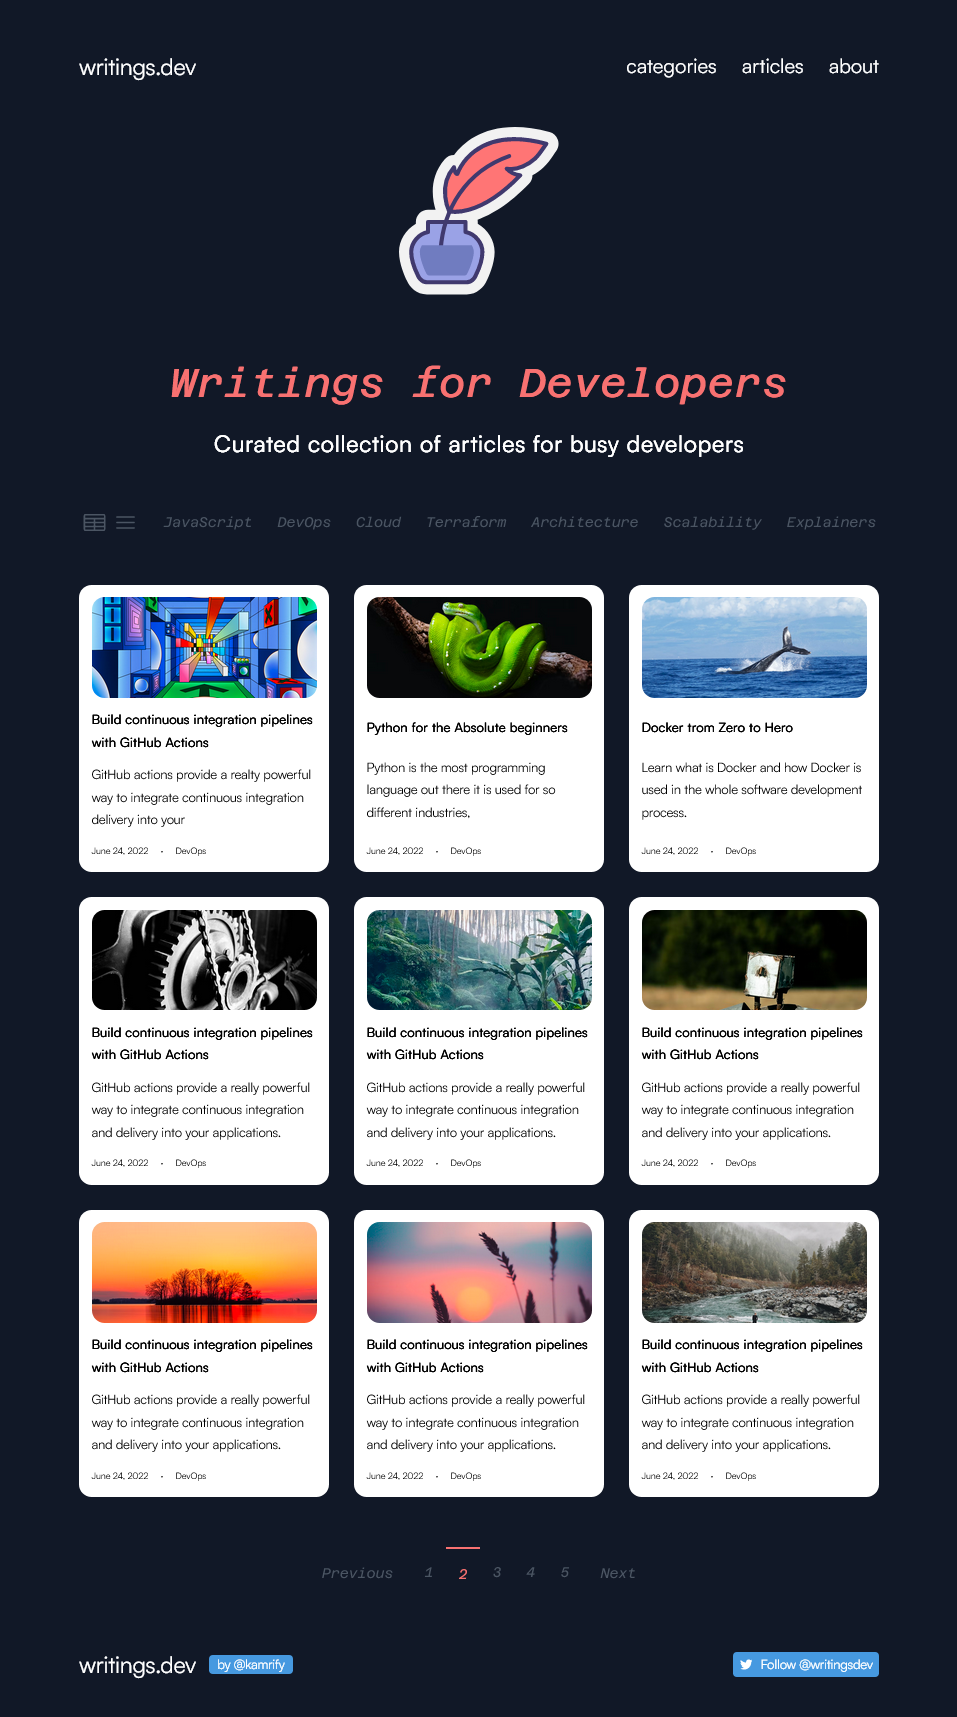 writings.dev
categories articles about
Writings for Developers
Curated collection of articles for busy developers
JavaScript DevOps Cloud Terraform Architecture Scalability Explainers
Build continuous integration pipelines
with GitHub Actions
GitHub actions provide a realty powerful
way to integrate continuous integration
delivery into your
June 24, 2022 · DevOps
Python for the Absolute beginners
Python is the most programming
language out there it is used for so
different industries,
June 24, 2022 · DevOps
Docker trom Zero to Hero
Learn what is Docker and how Docker is
used in the whole software development
process.
June 24, 2022 · DevOps
Build continuous integration pipelines
with GitHub Actions
GitHub actions provide a really powerful
way to integrate continuous integration
and delivery into your applications.
June 24, 2022 · DevOps
Build continuous integration pipelines
with GitHub Actions
GitHub actions provide a really powerful
way to integrate continuous integration
and delivery into your applications.
June 24, 2022 · DevOps
Build continuous integration pipelines
with GitHub Actions
GitHub actions provide a really powerful
way to integrate continuous integration
and delivery into your applications.
June 24, 2022 · DevOps
Build continuous integration pipelines
with GitHub Actions
GitHub actions provide a really powerful
way to integrate continuous integration
and delivery into your applications.
June 24, 2022 · DevOps
Build continuous integration pipelines
with GitHub Actions
GitHub actions provide a really powerful
way to integrate continuous integration
and delivery into your applications.
June 24, 2022 · DevOps
Build continuous integration pipelines
with GitHub Actions
GitHub actions provide a really powerful
way to integrate continuous integration
and delivery into your applications.
June 24, 2022 · DevOps
Previous 1 2 3 4 5 Next
writings.dev by @kamrify Follow @writingsdev